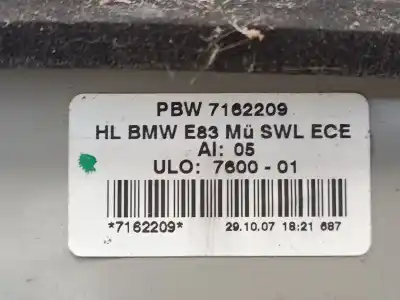 PBW 7162209
HL BMW E83 Mü SWL ECE
AI: 05
ULO: 7600 - 01
*7162209* 29.10.07 18:21 687